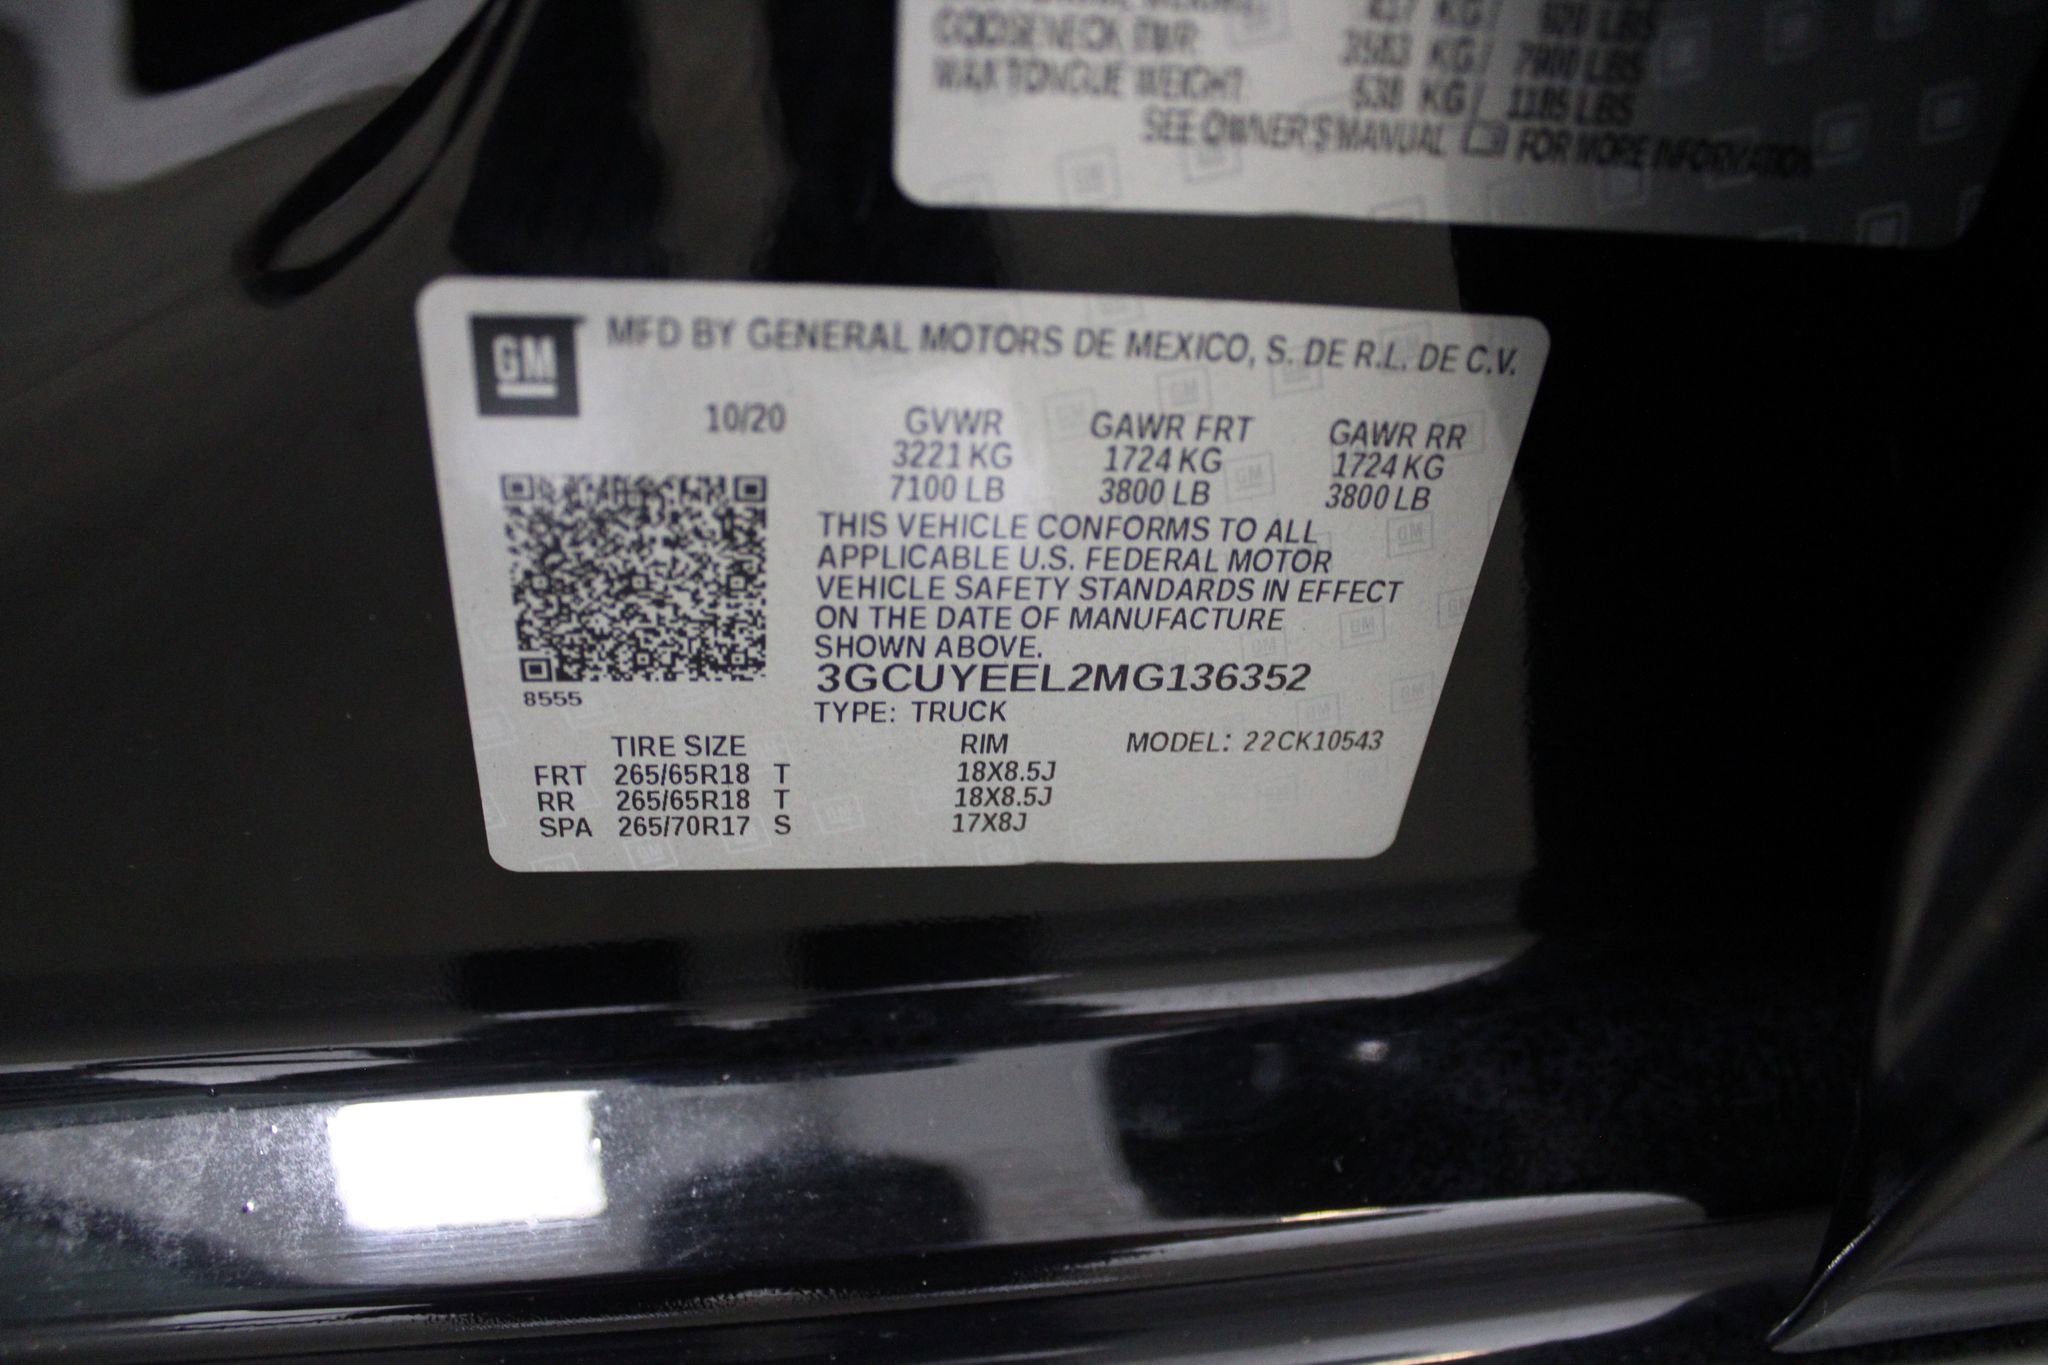 KG/ LBS
GOOSENECK TWR: KG/ 7900 LBS
MAX TONGUE WEIGHT: 538 KG/ 1185 LBS
SEE OWNER'S MANUAL FOR MORE INFORMATION
GM
MFD BY GENERAL MOTORS DE MEXICO, S. DE R.L. DE C.V.
10/20 GVWR GAWR FRT GAWR RR
3221 KG 1724 KG 1724 KG
7100 LB 3800 LB 3800 LB
THIS VEHICLE CONFORMS TO ALL
APPLICABLE U.S. FEDERAL MOTOR
VEHICLE SAFETY STANDARDS IN EFFECT
ON THE DATE OF MANUFACTURE
SHOWN ABOVE.
3GCUYEEL2MG136352
8555
TYPE: TRUCK
TIRE SIZE RIM MODEL: 22CK10543
FRT 265/65R18 T 18X8.5J
RR 265/65R18 T 18X8.5J
SPA 265/70R17 S 17X8J